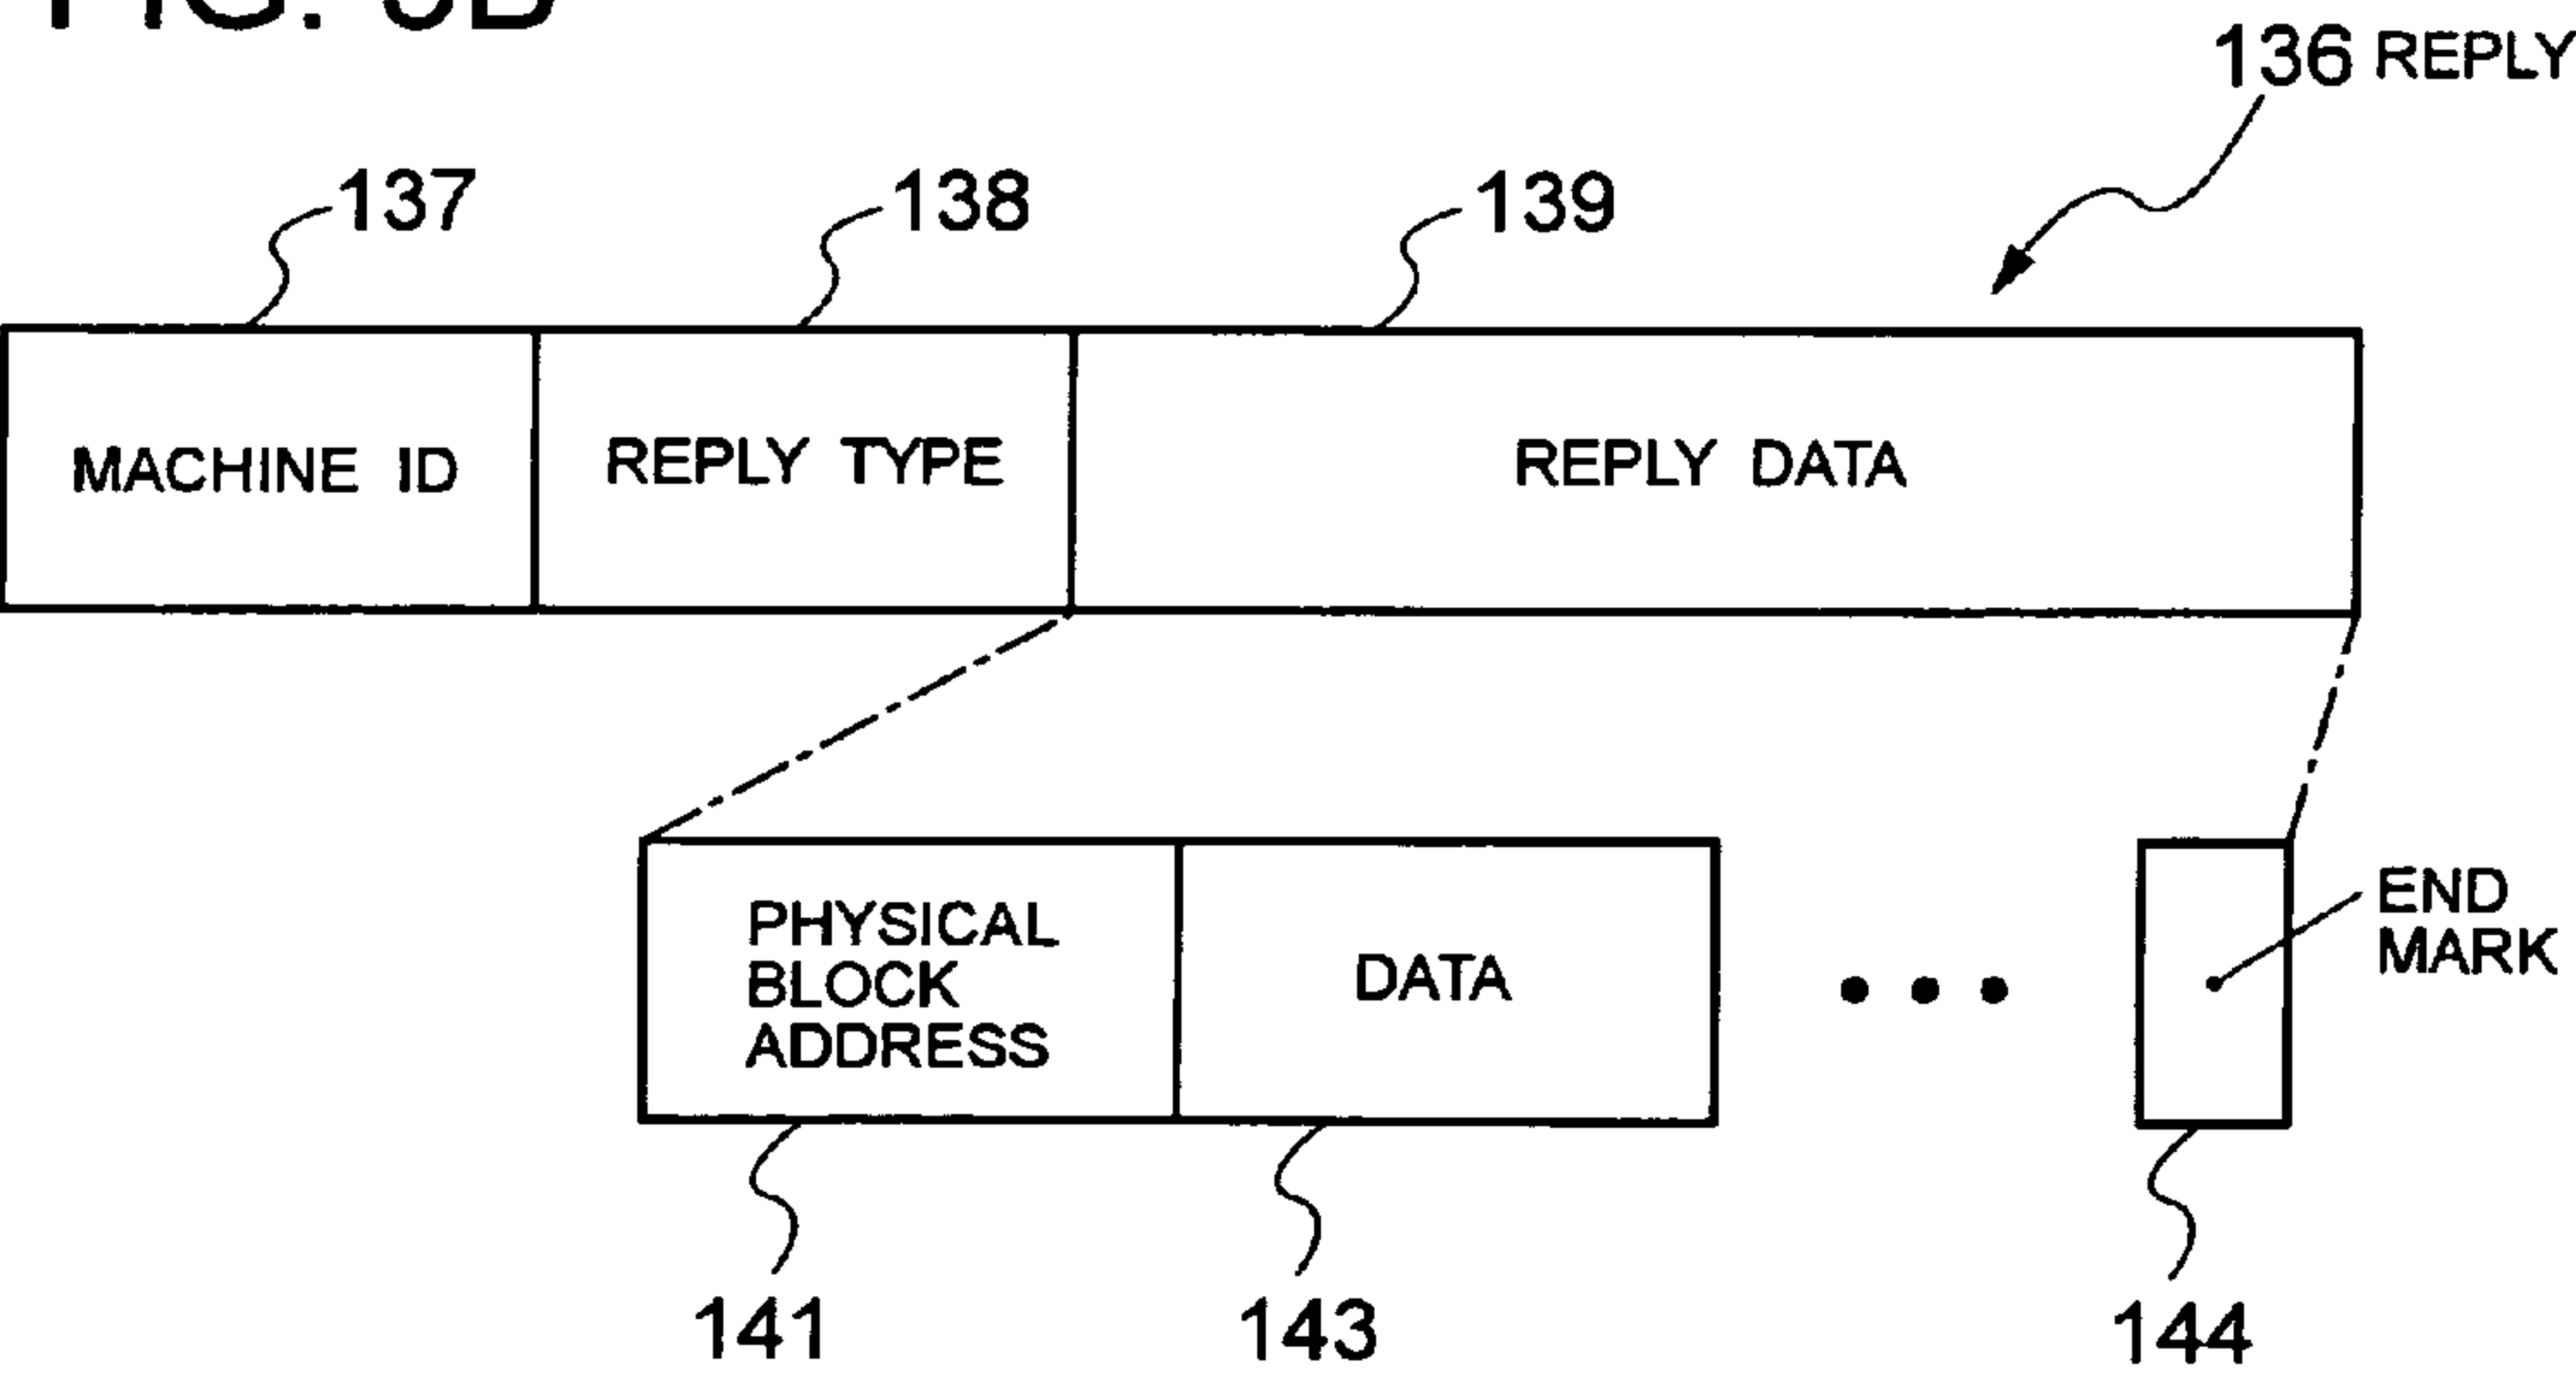 136 REPLY
137 138 139
MACHINE ID REPLY TYPE REPLY DATA
PHYSICAL
BLOCK
ADDRESS
DATA
• • •
END
MARK
141 143 144